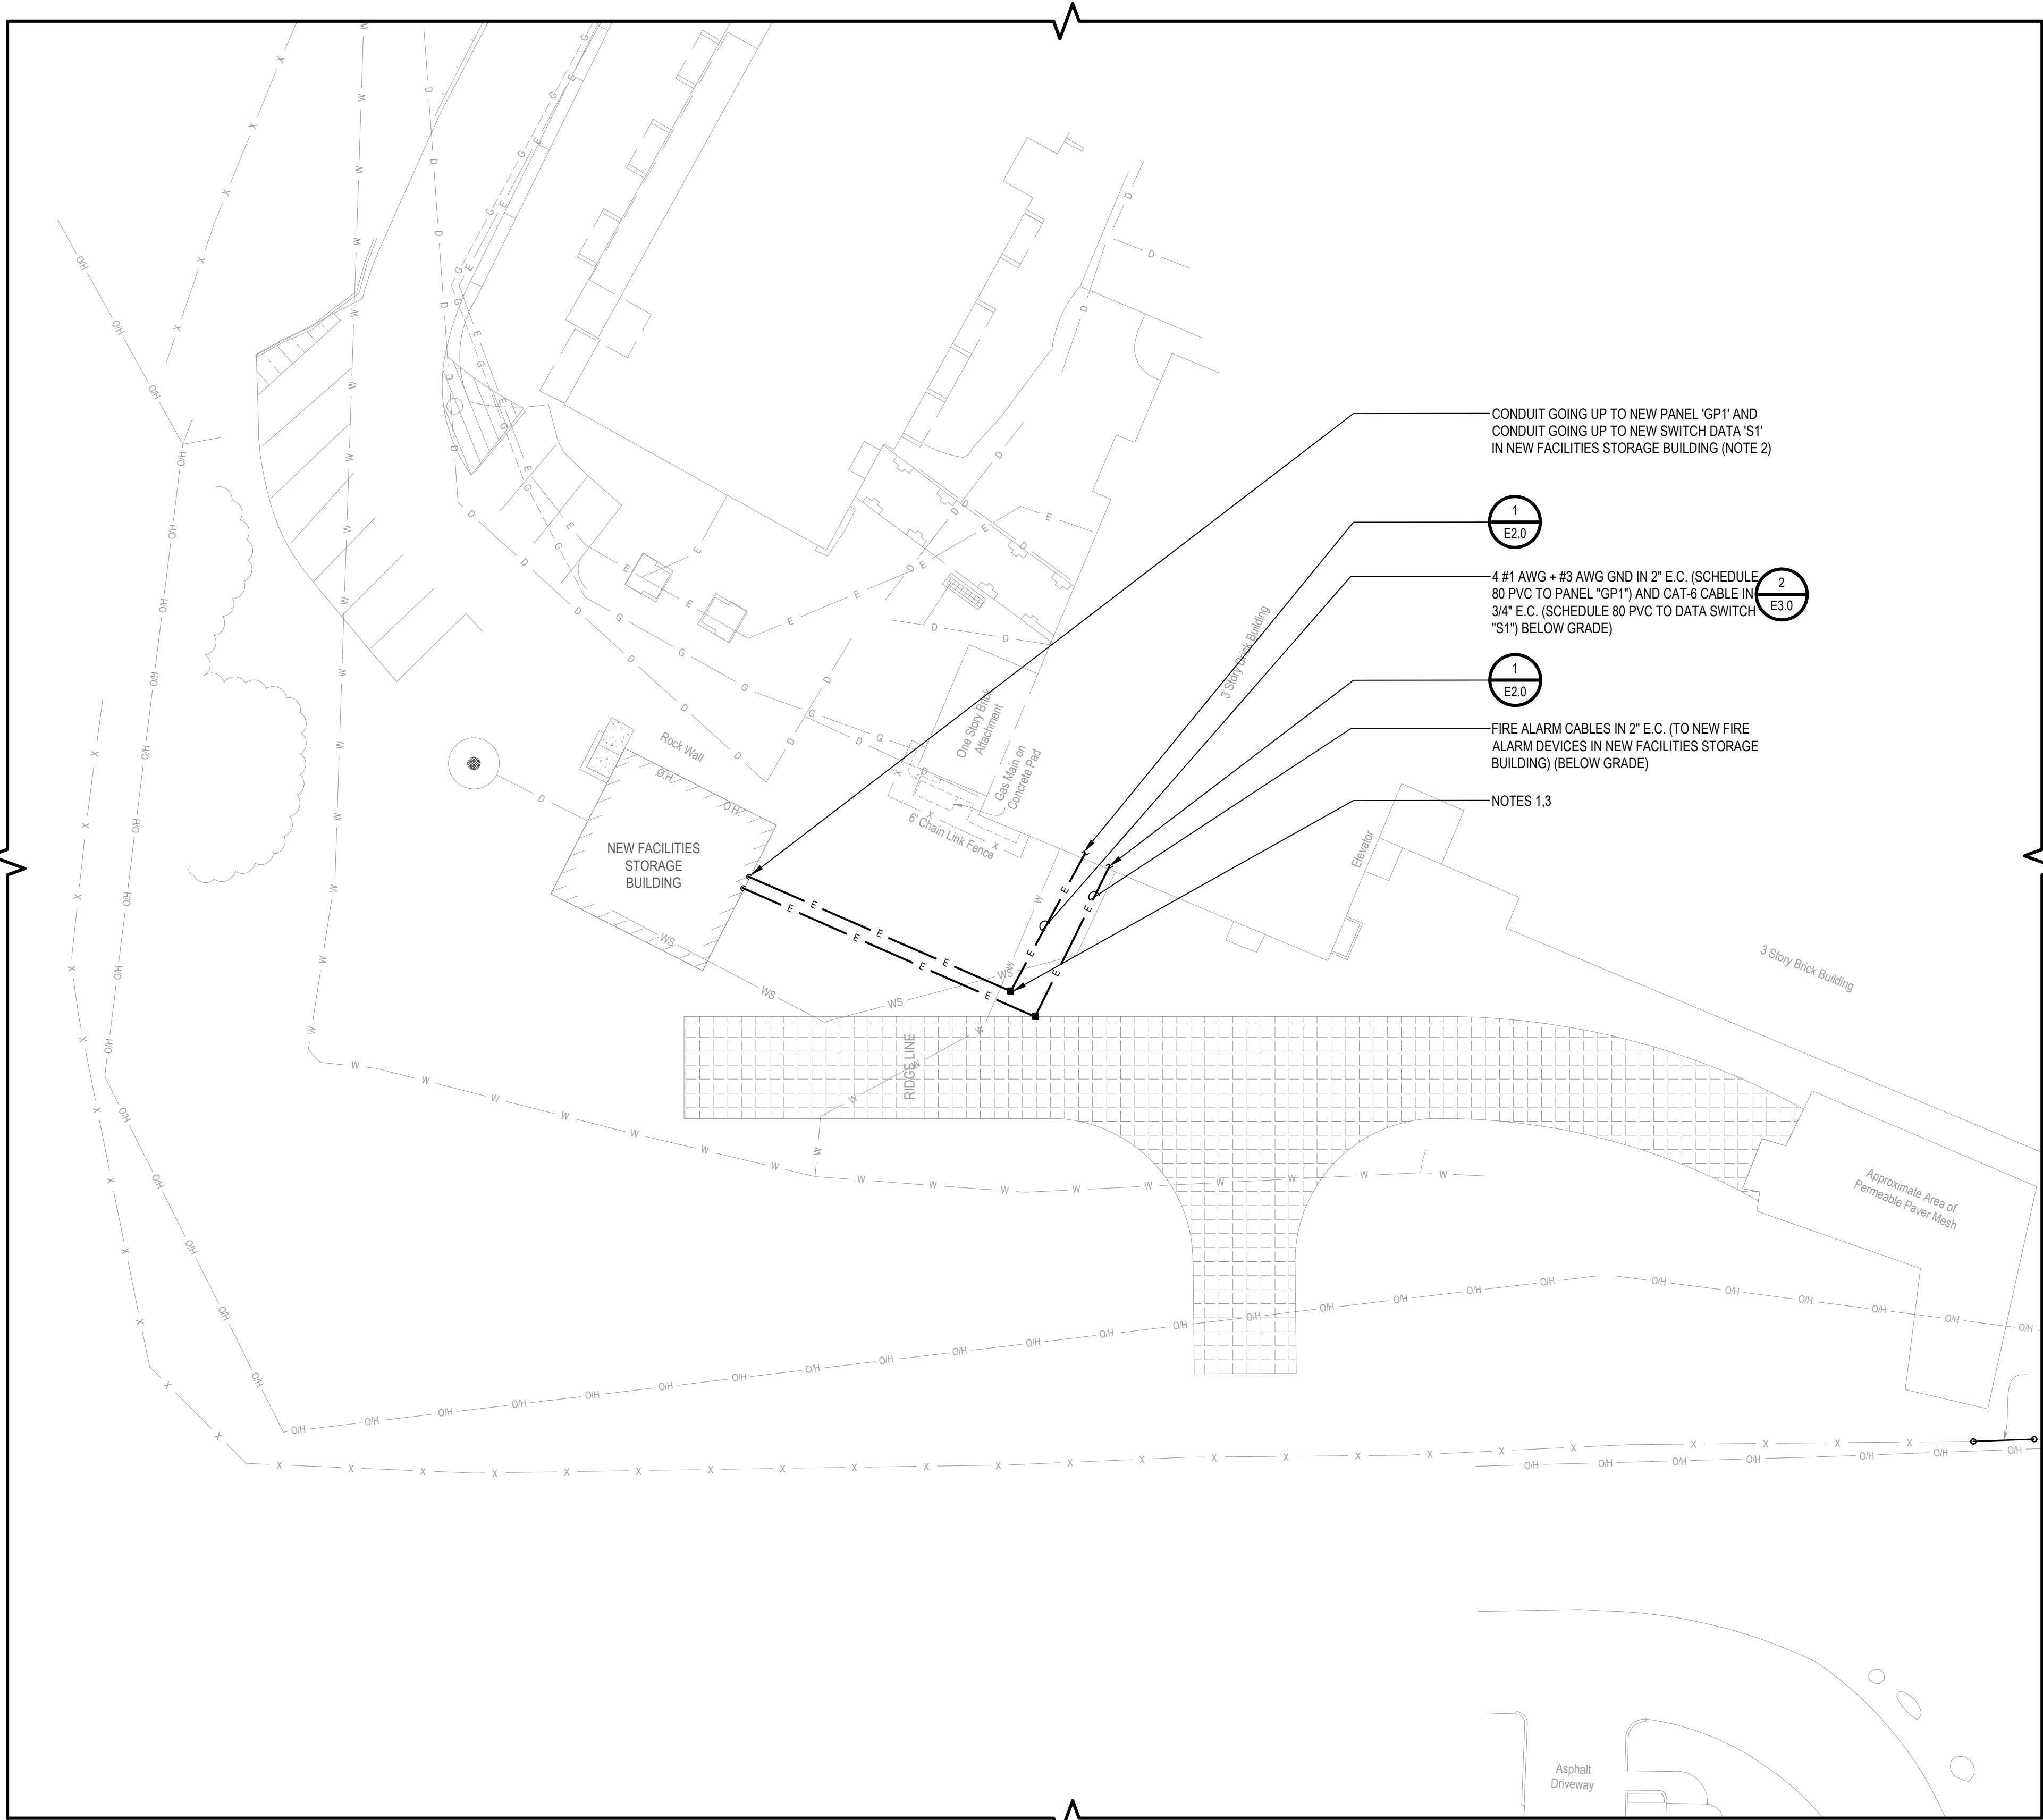 CONDUIT GOING UP TO NEW PANEL 'GP1' AND
CONDUIT GOING UP TO NEW SWITCH DATA 'S1'
IN NEW FACILITIES STORAGE BUILDING (NOTE 2)
1
E2.0
4 #1 AWG + #3 AWG GND IN 2" E.C. (SCHEDULE
80 PVC TO PANEL "GP1") AND CAT-6 CABLE IN
3/4" E.C. (SCHEDULE 80 PVC TO DATA SWITCH
"S1") BELOW GRADE)
2
E3.0
1
E2.0
FIRE ALARM CABLES IN 2" E.C. (TO NEW FIRE
ALARM DEVICES IN NEW FACILITIES STORAGE
BUILDING) (BELOW GRADE)
NOTES 1,3
3 Story Brick Building
One Story Brick
Attachment
Gas Main on
Concrete Pad
6' Chain Link Fence
Rock Wall
O.H.
O.H.
NEW FACILITIES
STORAGE
BUILDING
Elevator
3 Story Brick Building
WS
WS
WS
WS
RIDGE LINE
Approximate Area of
Permeable Paver Mesh
Asphalt
Driveway